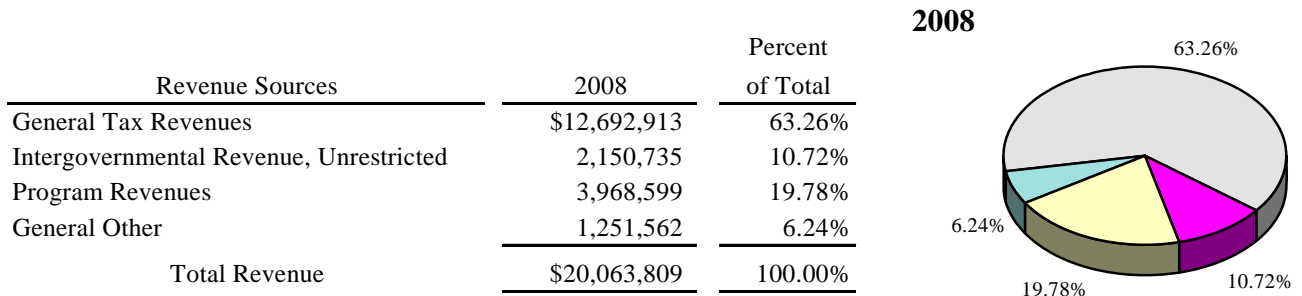 2008
Percent
Revenue Sources 2008 of Total
General Tax Revenues $12,692,913 63.26%
Intergovernmental Revenue, Unrestricted 2,150,735 10.72%
Program Revenues 3,968,599 19.78%
General Other 1,251,562 6.24%
Total Revenue $20,063,809 100.00%
63.26%
6.24%
19.78%
10.72%